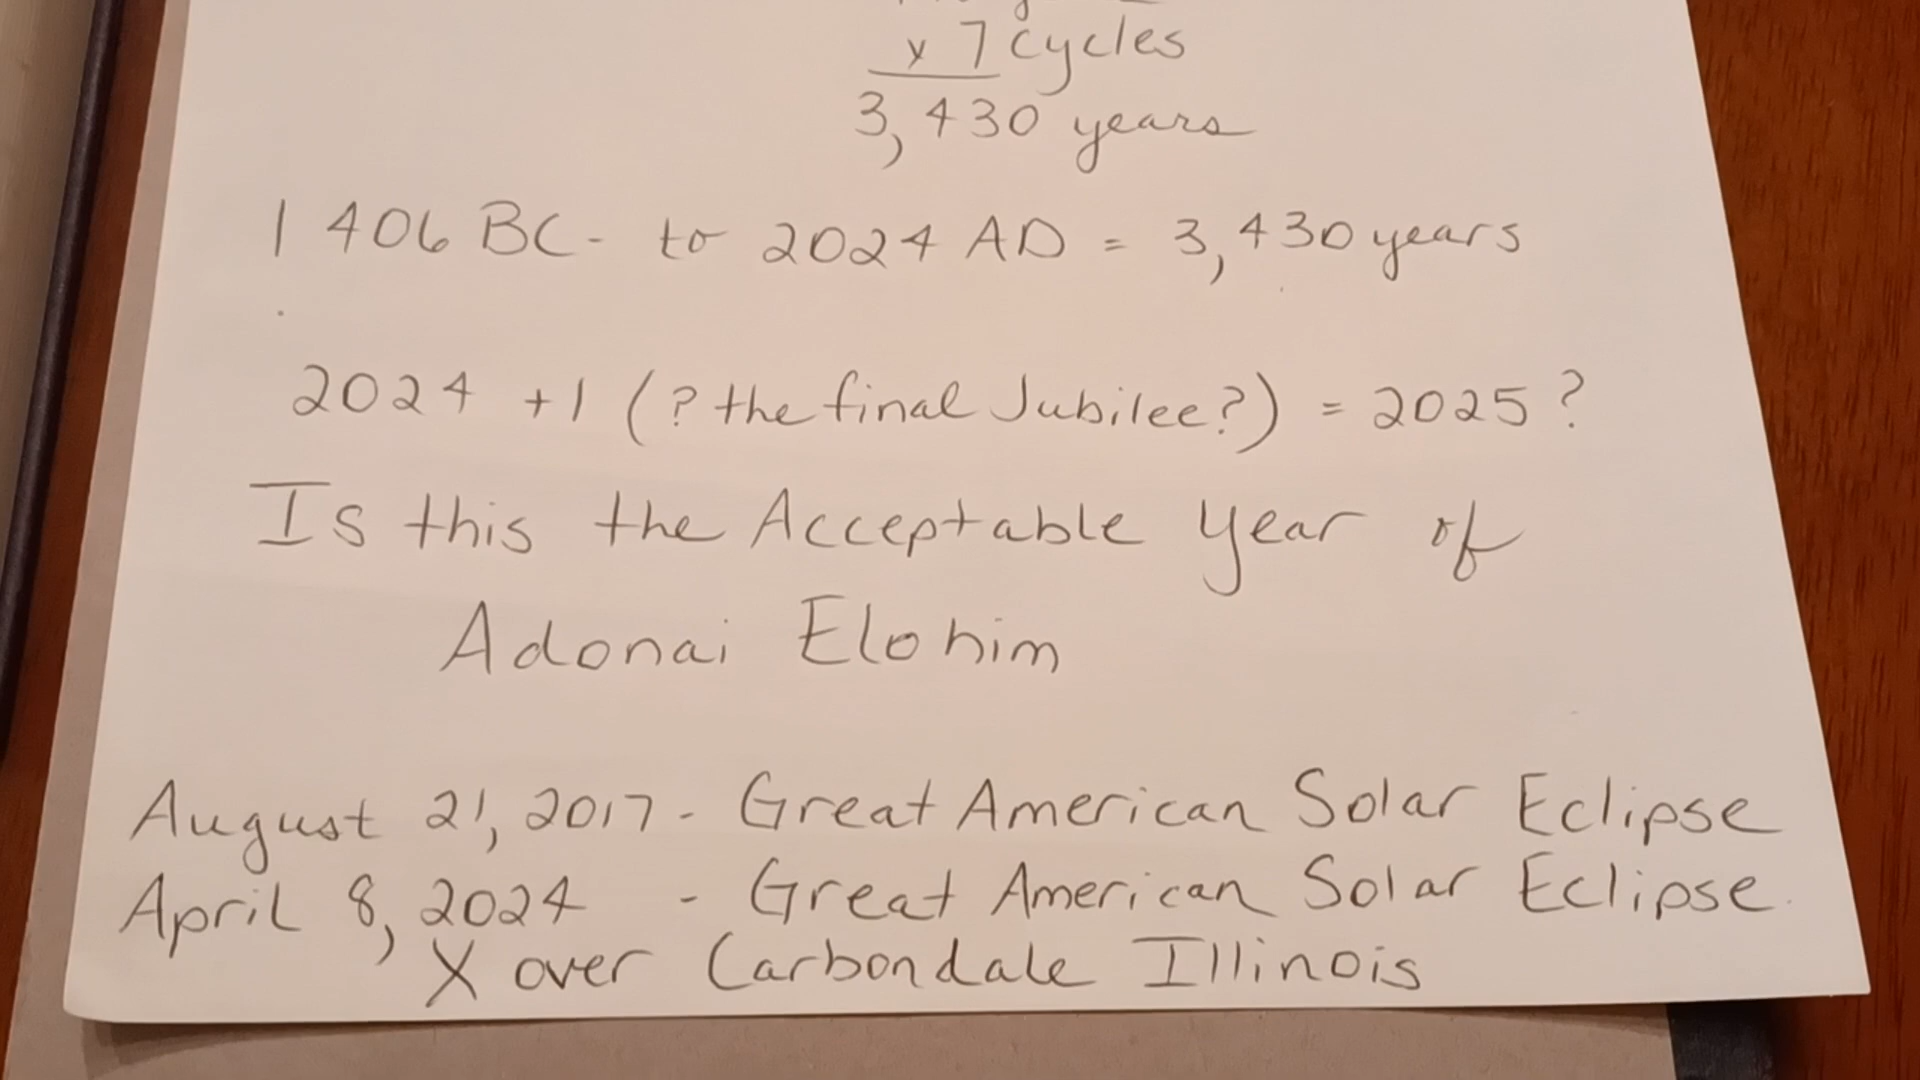 x 7 cycles
3,430 years
1406 BC - to 2024 AD = 3,430 years
2024 +1 (? the final Jubilee?) = 2025?
Is this the Acceptable year of
Adonai Elohim
August 21, 2017 - Great American Solar Eclipse
April 8, 2024 - Great American Solar Eclipse
X over Carbondale Illinois